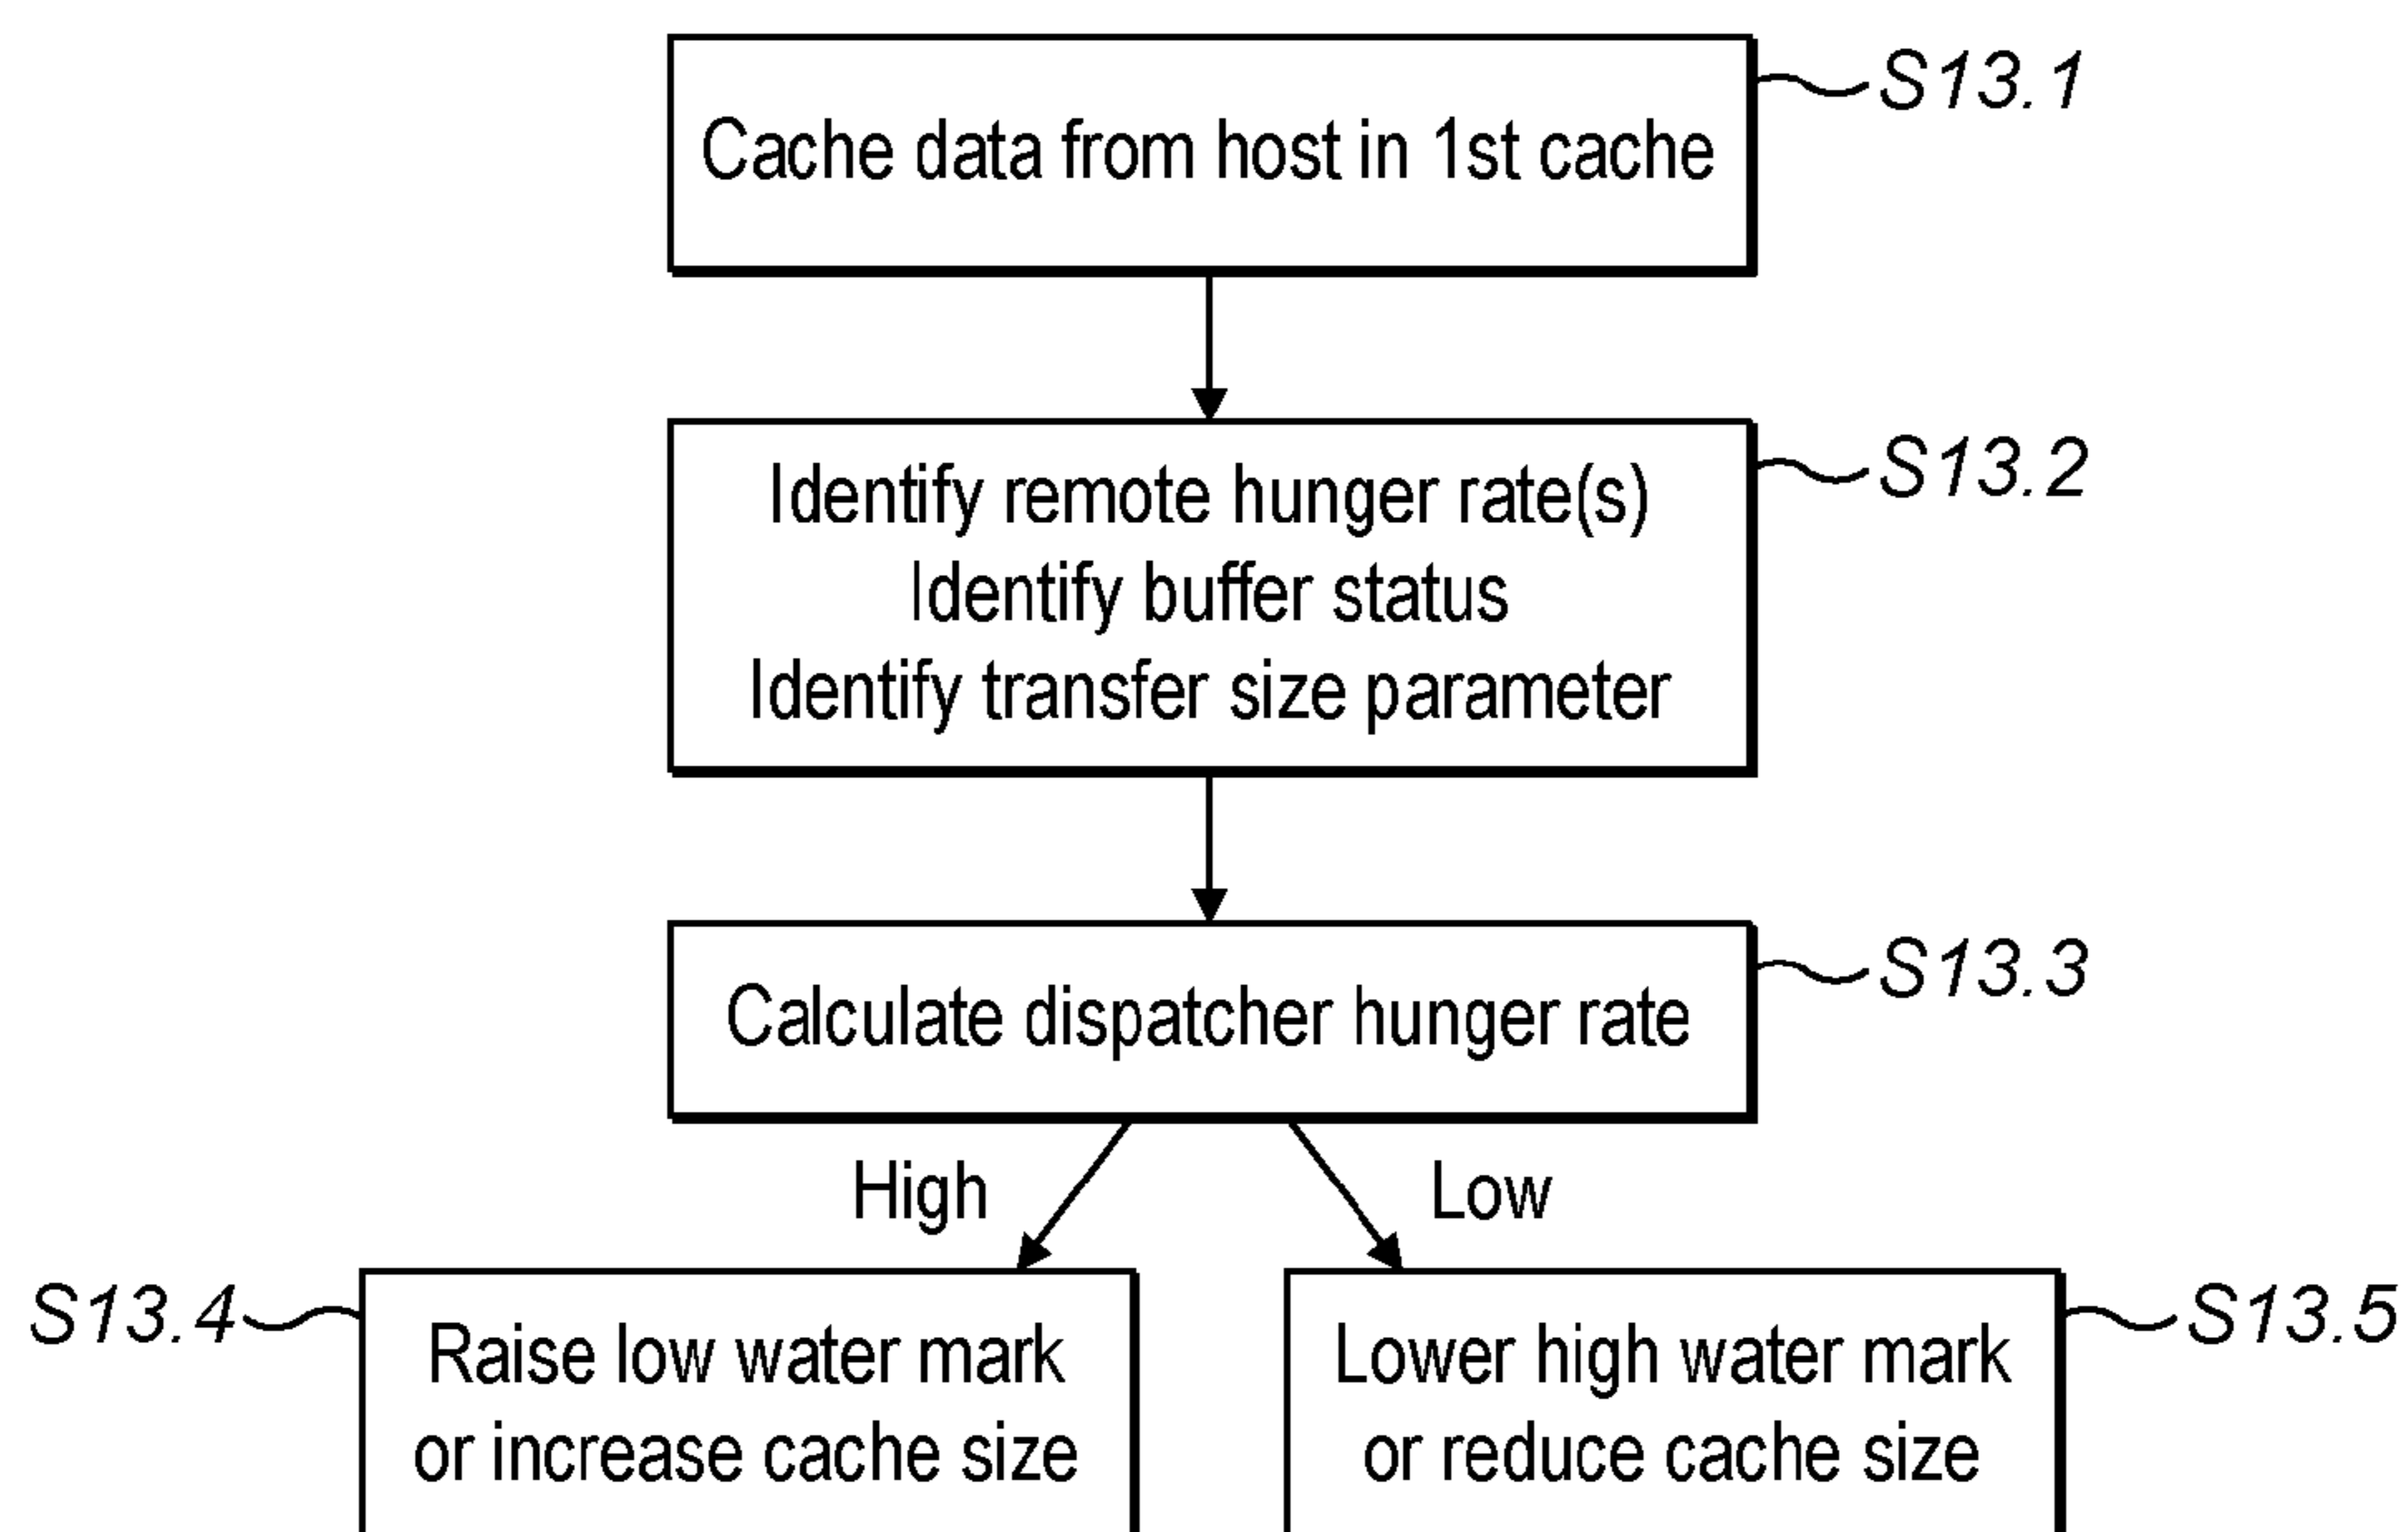 Cache data from host in 1st cache
S13.1
Identify remote hunger rate(s)
Identify buffer status
Identify transfer size parameter
S13.2
Calculate dispatcher hunger rate
S13.3
High
Low
S13.4
Raise low water mark
or increase cache size
Lower high water mark
or reduce cache size
S13.5